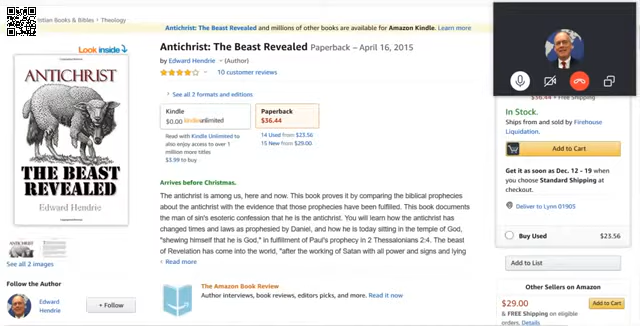 istian Books & Bibles › Theology
Antichrist: The Beast Revealed and millions of other books are available for Amazon Kindle. Learn more
Look inside
ANTICHRIST
THE BEAST
REVEALED
Edward Hendrie
See all 2 images
Follow the Author
Edward
Hendrie
+ Follow
Antichrist: The Beast Revealed Paperback – April 16, 2015
by Edward Hendrie (Author)
10 customer reviews
See all 2 formats and editions
Kindle
$0.00 kindleunlimited
Paperback
$36.44
Read with Kindle Unlimited to
also enjoy access to over 1
million more titles
$3.99 to buy
14 Used from $23.56
15 New from $29.00
Arrives before Christmas.
The antichrist is among us, here and now. This book proves it by comparing the biblical prophecies
about the antichrist with the evidence that those prophecies have been fulfilled. This book documents
the man of sin's esoteric confession that he is the antichrist. You will learn how the antichrist has
changed times and laws as prophesied by Daniel, and how he is today sitting in the temple of God,
"shewing himself that he is God," in fulfillment of Paul's prophecy in 2 Thessalonians 2:4. The beast
of Revelation has come into the world, "after the working of Satan with all power and signs and lying
› Read more
The Amazon Book Review
Author interviews, book reviews, editors picks, and more. Read it now
$36.44 + Free Shipping
In Stock.
Ships from and sold by Firehouse
Liquidation.
Add to Cart
Get it as soon as Dec. 12 - 19 when
you choose Standard Shipping at
checkout.
Deliver to Lynn 01905
Buy Used
$23.56
Add to List
Other Sellers on Amazon
$29.00
Add to Cart
& FREE Shipping on
eligible orders. Details